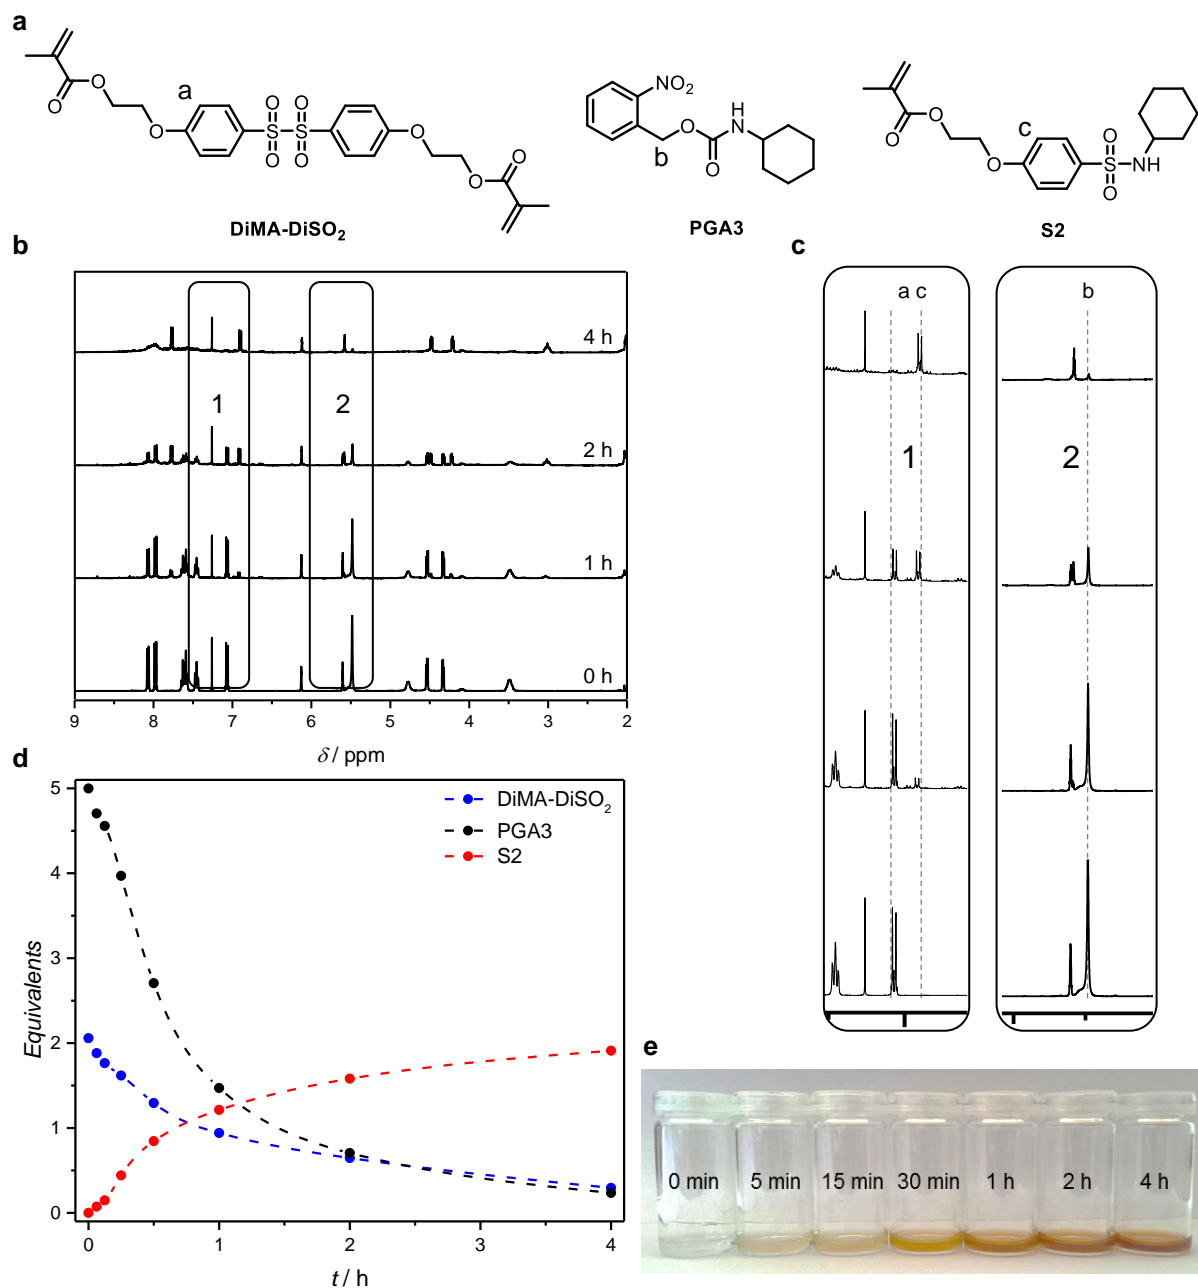 a
a
O
O
O
O O
S S
O O
O
O
O
DiMA-DiSO₂
NO₂
O
b
O
H
N
PGA3
O
O
O
c
O
S
O
NH
S2
b
4 h
1
2
2 h
1 h
0 h
9 8 7 6 5 4 3 2
δ / ppm
c
a c
b
1
2
d
Equivalents
5
4
3
2
1
0
DiMA-DiSO₂
PGA3
S2
0 1 2 3 4
t / h
e
0 min 5 min 15 min 30 min 1 h 2 h 4 h